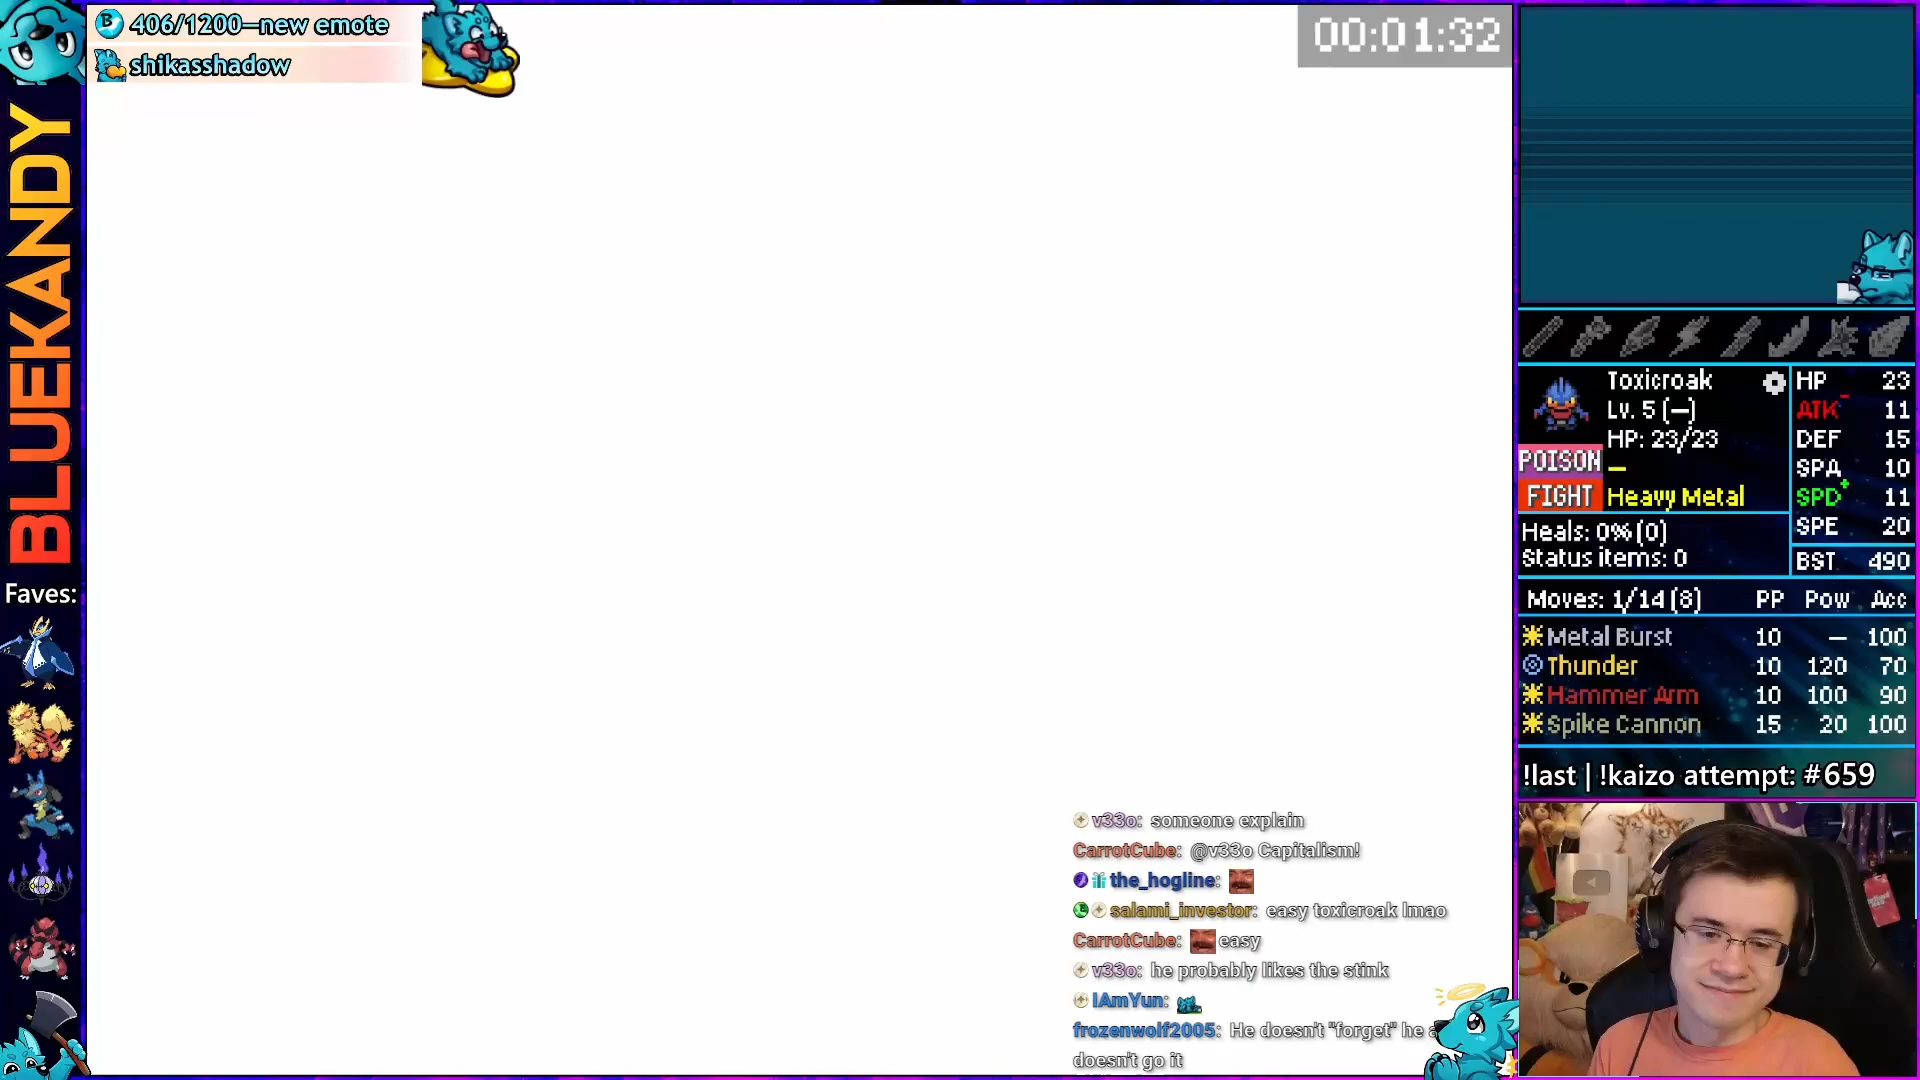 406/1200—new emote
shikasshadow
00:01:32
BLUEKANDY
Faves:
Toxicroak
Lv. 5 (—)
HP: 23/23
POISON
—
FIGHT
Heavy Metal
HP 23
ATK- 11
DEF 15
SPA 10
SPD+ 11
SPE 20
BST 490
Heals: 0% (0)
Status items: 0
Moves: 1/14 (8) PP Pow Acc
Metal Burst 10 — 100
Thunder 10 120 70
Hammer Arm 10 100 90
Spike Cannon 15 20 100
!last | !kaizo attempt: #659
v33o: someone explain
CarrotCube: @v33o Capitalism!
the_hogline:
salami_investor: easy toxicroak lmao
CarrotCube: easy
v33o: he probably likes the stink
IAmYun:
frozenwolf2005: He doesn't "forget" he
doesn't go it